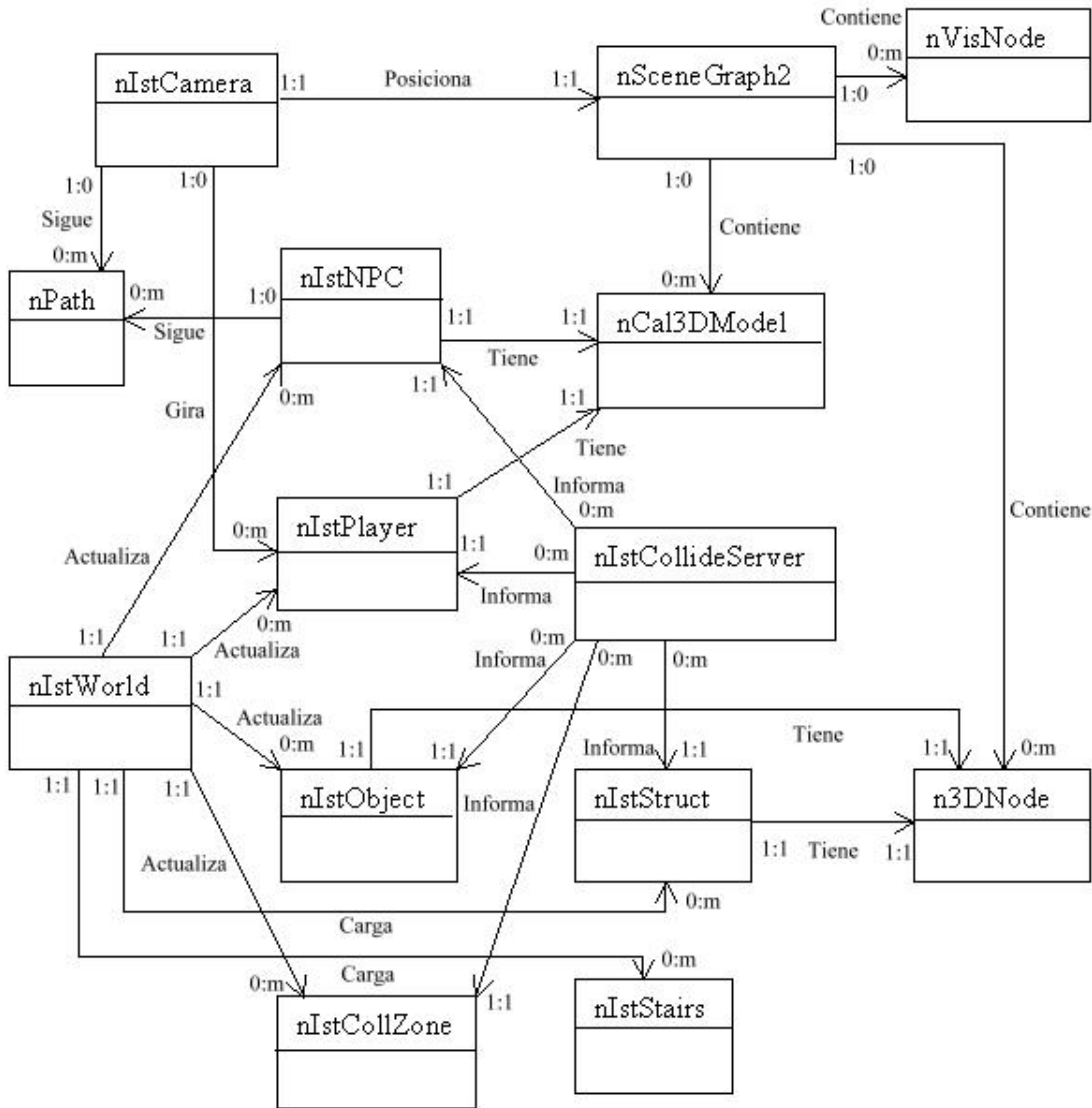 Contiene
nVisNode
nIstCamera
nSceneGraph2
0:m
1:1
Posiciona
1:1
1:0
1:0
1:0
1:0
1:0
Sigue
Contiene
0:m
0:m
nPath
0:m
1:0
nIstNPC
nCal3DModel
Sigue
1:1
1:1
Tiene
0:m
1:1
1:1
Gira
Tiene
1:1
Informa
0:m
Contiene
nIstPlayer
0:m
1:1
0:m
nIstCollideServer
Actualiza
Informa
0:m
1:1
1:1
Actualiza
0:m
Informa
0:m
0:m
nIstWorld
1:1
Actualiza
0:m
1:1
1:1
Informa
1:1
Tiene
1:1
0:m
1:1
1:1
1:1
nIstObject
Informa
nIstStruct
n3DNode
1:1
Tiene
1:1
Actualiza
0:m
Carga
0:m
Carga
0:m
1:1
nIstCollZone
nIstStairs